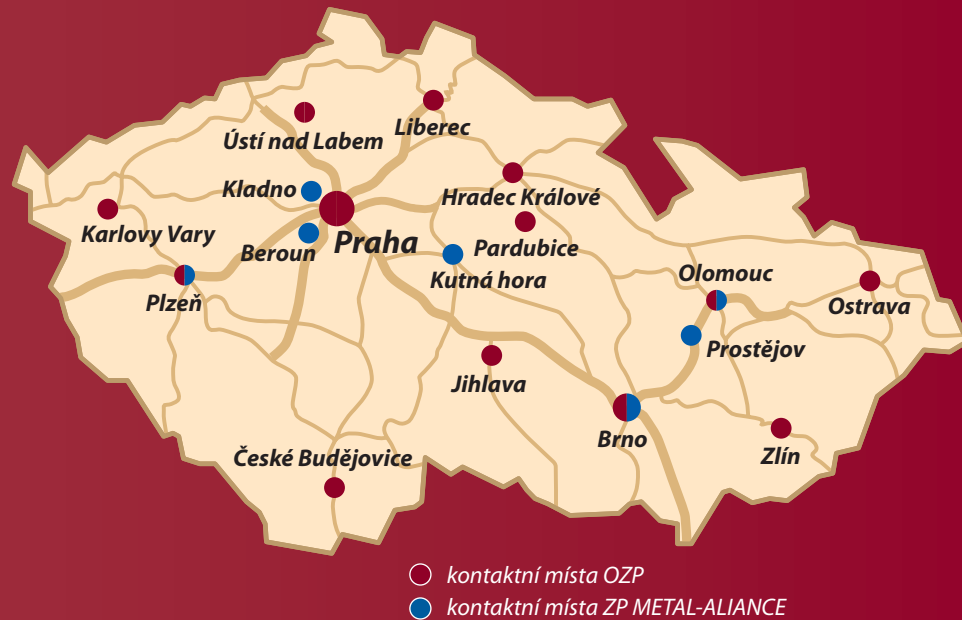 Liberec
Ústí nad Labem
Kladno
Hradec Králové
Karlovy Vary
Praha
Pardubice
Beroun
Kutná hora
Olomouc
Plzeň
Ostrava
Prostějov
Jihlava
Brno
Zlín
České Budějovice
kontaktní místa OZP
kontaktní místa ZP METAL-ALIANCE